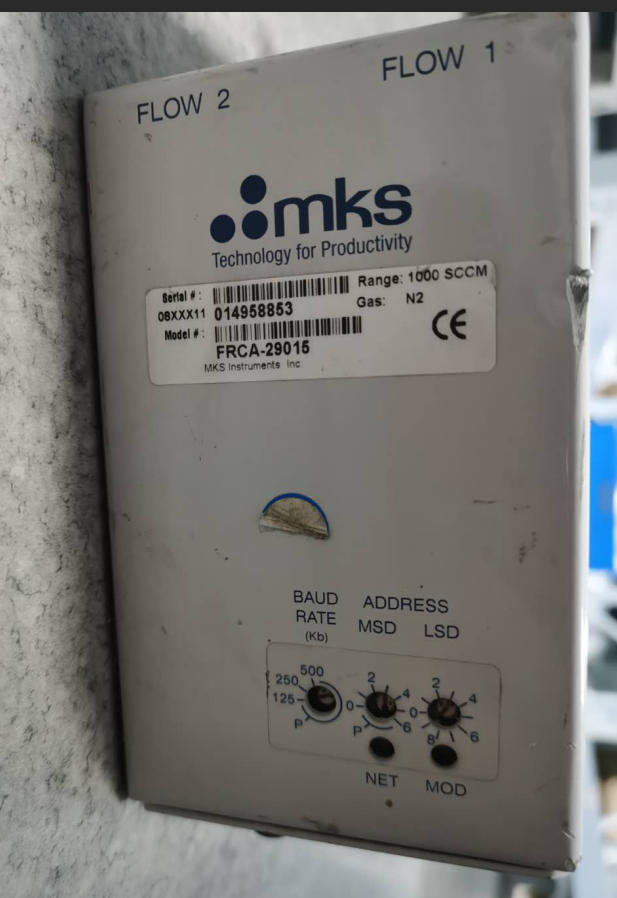 FLOW 2 FLOW 1
mks
Technology for Productivity
Serial # : Range: 1000 SCCM
08XXX11 014958853 Gas: N2
Model # : CE
FRCA-29015
MKS Instruments Inc.
BAUD RATE (Kb)
ADDRESS
MSD LSD
500
250
125
P
2
4
0
6
P
2
4
0
6
8
NET MOD